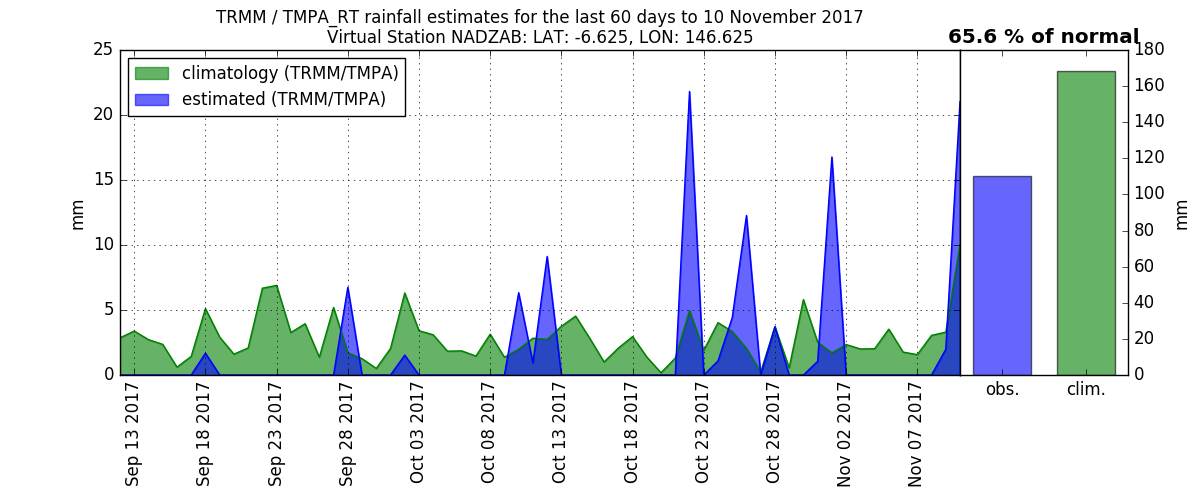 TRMM / TMPA_RT rainfall estimates for the last 60 days to 10 November 2017
Virtual Station NADZAB: LAT: -6.625, LON: 146.625
65.6 % of normal
climatology (TRMM/TMPA)
estimated (TRMM/TMPA)
25
20
15
10
5
0
mm
180
160
140
120
100
80
60
40
20
0
mm
Sep 13 2017
Sep 18 2017
Sep 23 2017
Sep 28 2017
Oct 03 2017
Oct 08 2017
Oct 13 2017
Oct 18 2017
Oct 23 2017
Oct 28 2017
Nov 02 2017
Nov 07 2017
obs.
clim.